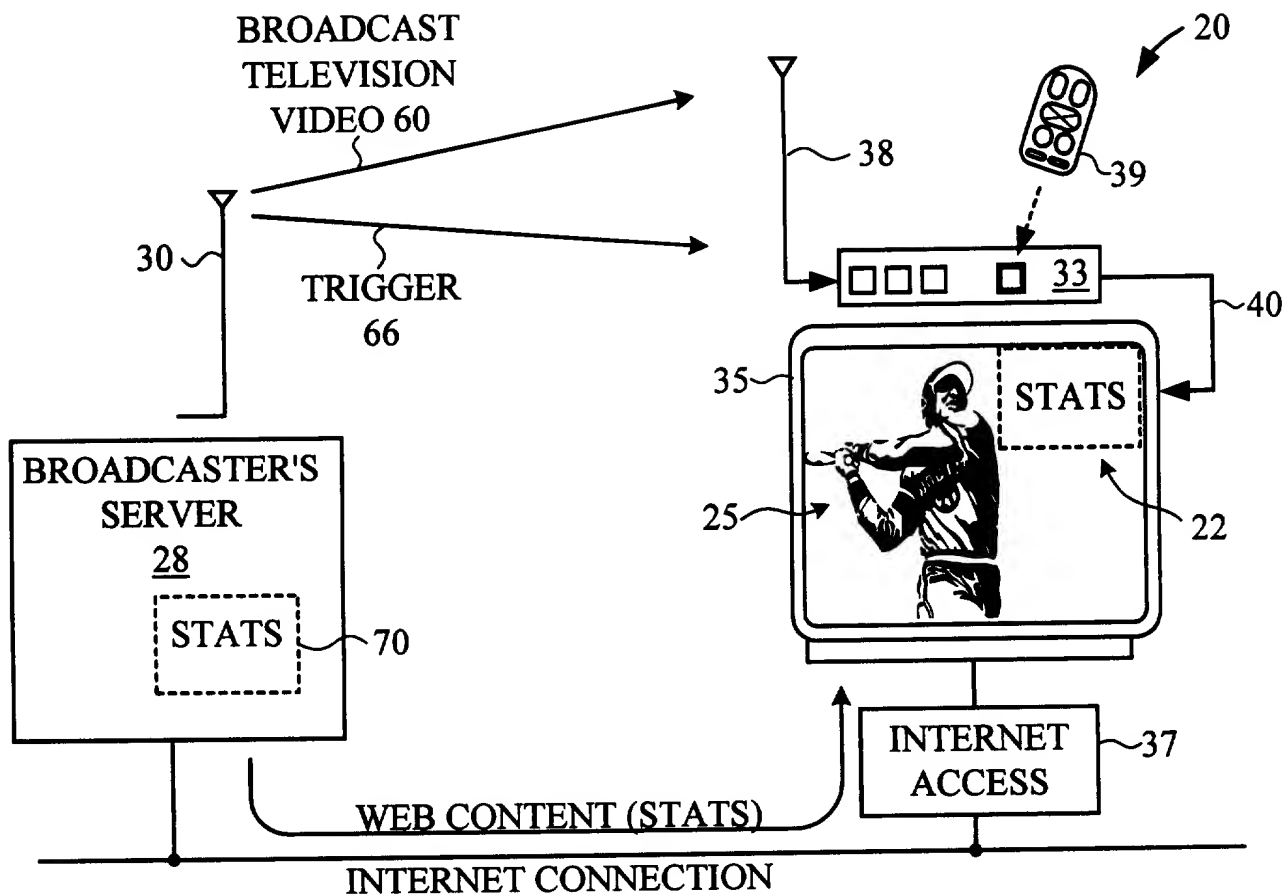 BROADCAST
TELEVISION
VIDEO 60
20
38
39
30
TRIGGER
66
33
40
35
STATS
25
22
BROADCASTER'S
SERVER
28
STATS
70
INTERNET
ACCESS
37
WEB CONTENT (STATS)
INTERNET CONNECTION